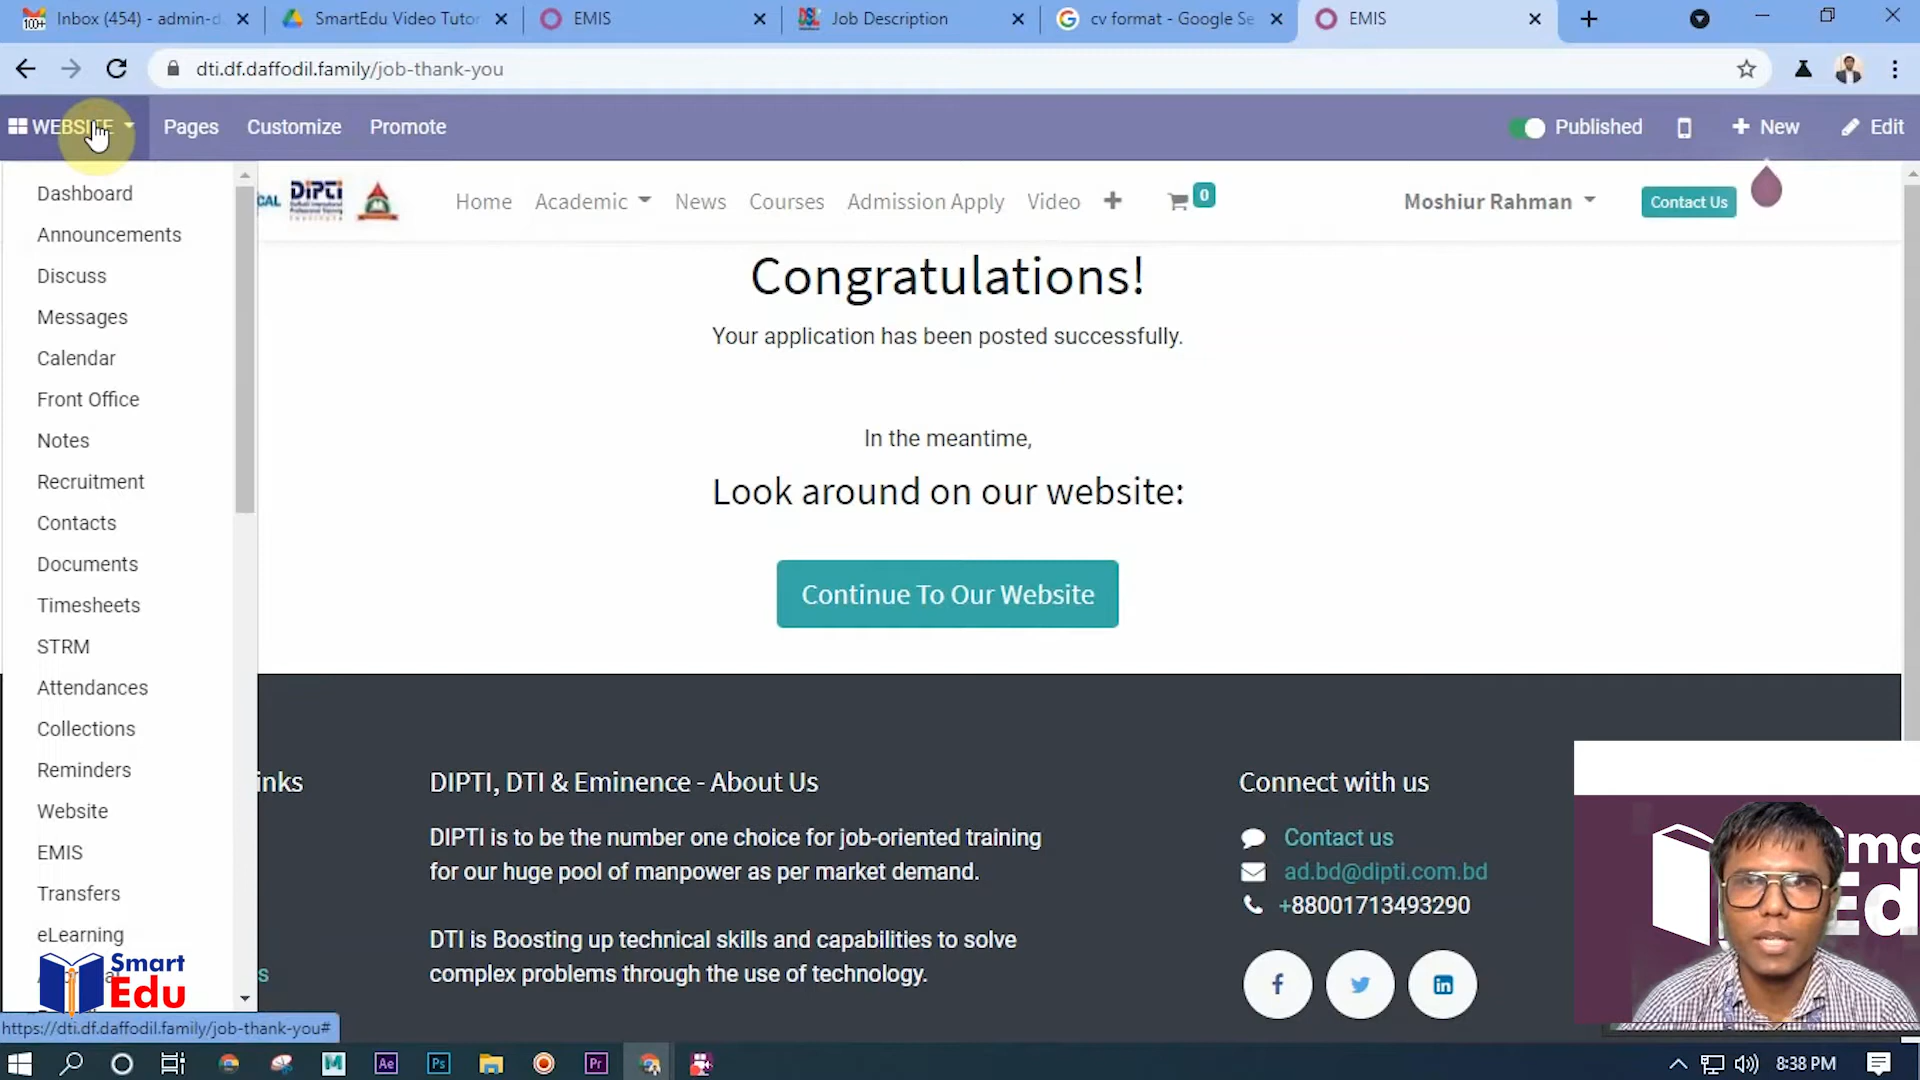 Inbox (454) - admin-d
SmartEdu Video Tutor
EMIS
Job Description
cv format - Google Se
EMIS
dti.df.daffodil.family/job-thank-you
WEBSITE
Pages
Customize
Promote
Published
New
Edit
Dashboard
Announcements
Discuss
Messages
Calendar
Front Office
Notes
Recruitment
Contacts
Documents
Timesheets
STRM
Attendances
Collections
Reminders
Website
EMIS
Transfers
eLearning
CAL
DIPTI
Home
Academic
News
Courses
Admission Apply
Video
0
Moshiur Rahman
Contact Us
Congratulations!
Your application has been posted successfully.
In the meantime,
Look around on our website:
Continue To Our Website
inks
s
DIPTI, DTI & Eminence - About Us
DIPTI is to be the number one choice for job-oriented training
for our huge pool of manpower as per market demand.
DTI is Boosting up technical skills and capabilities to solve
complex problems through the use of technology.
Connect with us
Contact us
ad.bd@dipti.com.bd
+88001713493290
Sma
Ed
Smart
Edu
https://dti.df.daffodil.family/job-thank-you#
M
Ae
Ps
Pr
8:38 PM